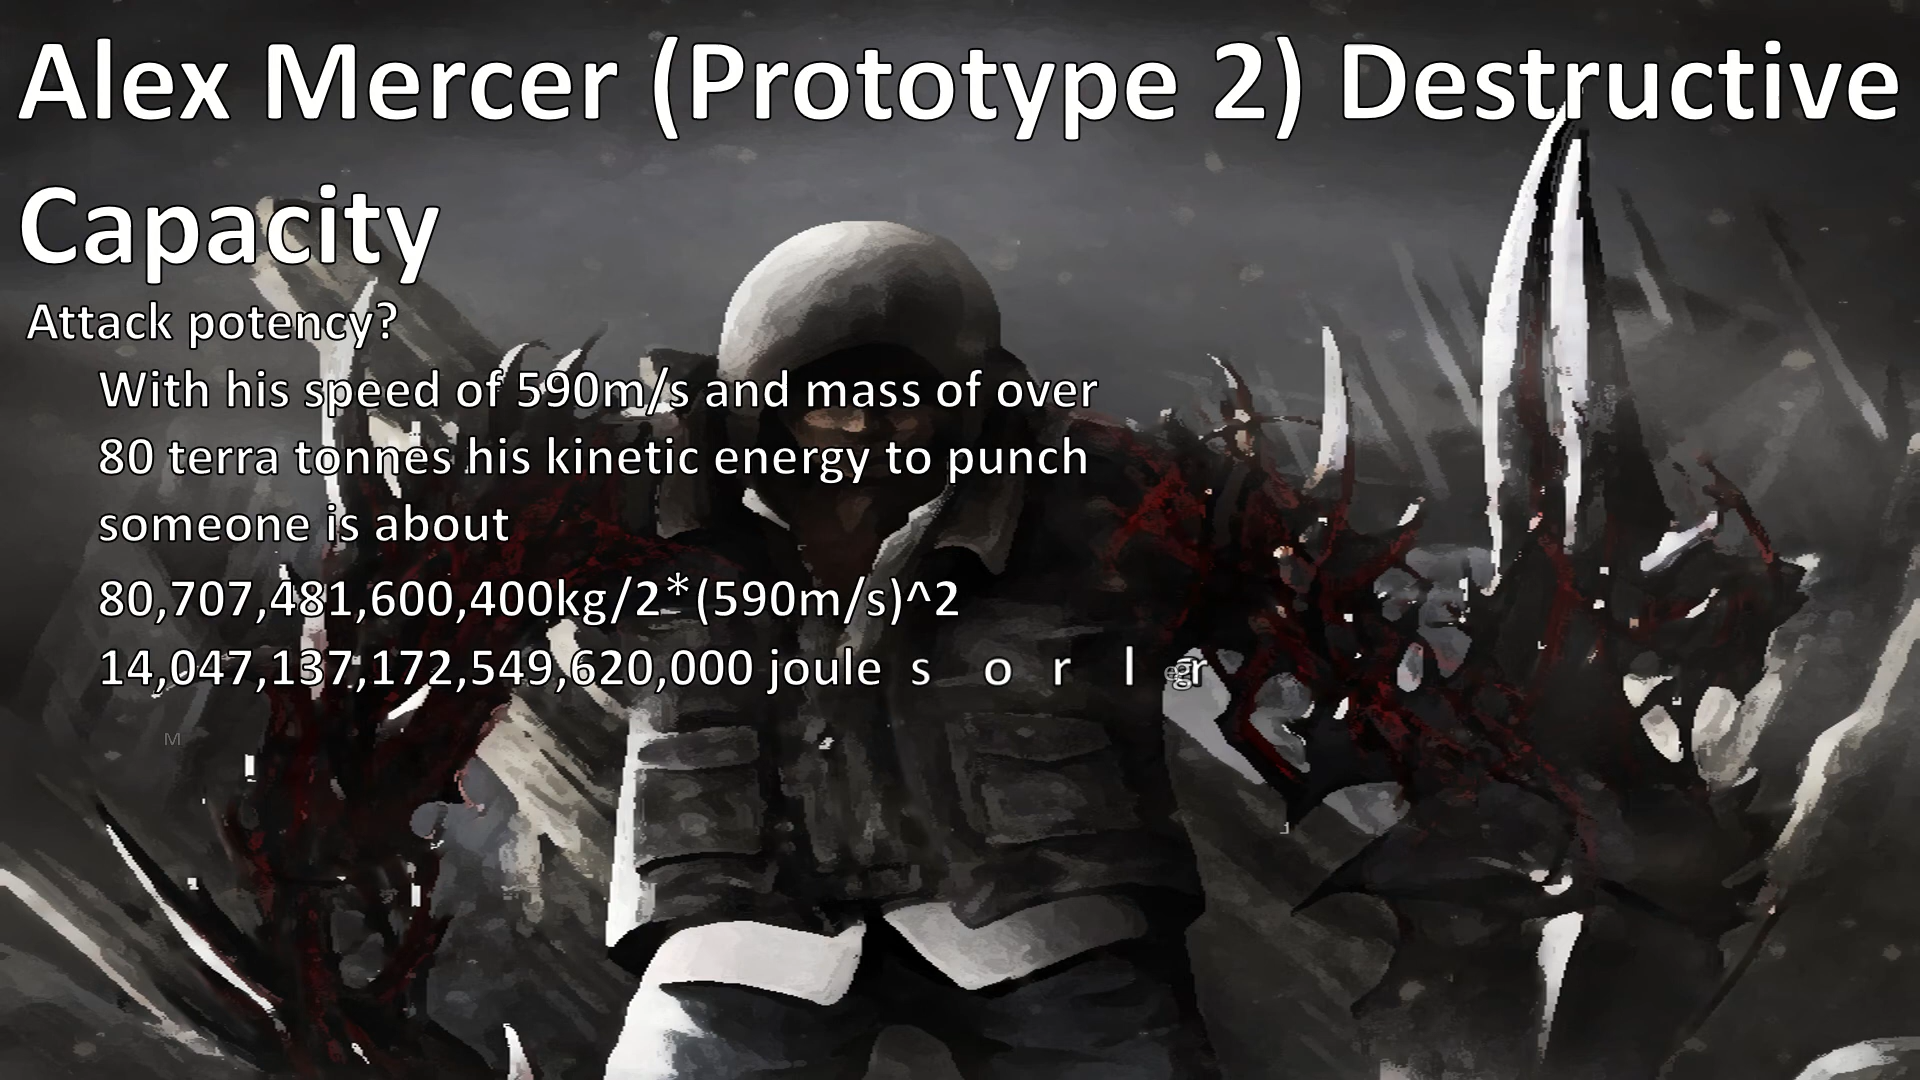 Alex Mercer (Prototype 2) Destructive
Capacity
Attack potency?
With his speed of 590m/s and mass of over
80 terra tonnes his kinetic energy to punch
someone is about
80,707,481,600,400kg/2*(590m/s)^2
14,047,137,172,549,620,000 joule s o r l
M